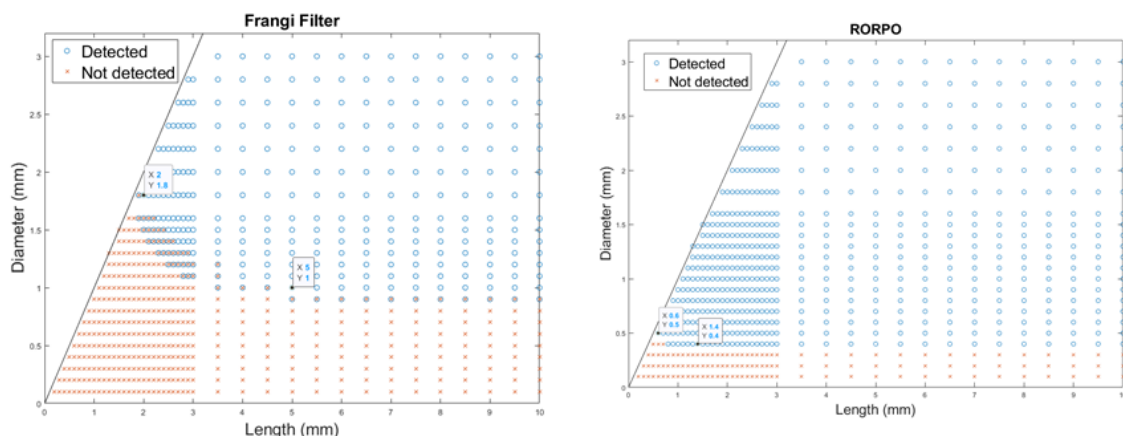 Frangi Filter
Detected
Not detected
X 2
Y 1.8
X 5
Y 1
Diameter (mm)
3
2.5
2
1.5
1
0.5
0
0 1 2 3 4 5 6 7 8 9 10
Length (mm)
RORPO
Detected
Not detected
X 0.6
Y 0.5
X 1.4
Y 0.4
Diameter (mm)
3
2.5
2
1.5
1
0.5
0
0 1 2 3 4 5 6 7 8 9
Length (mm)